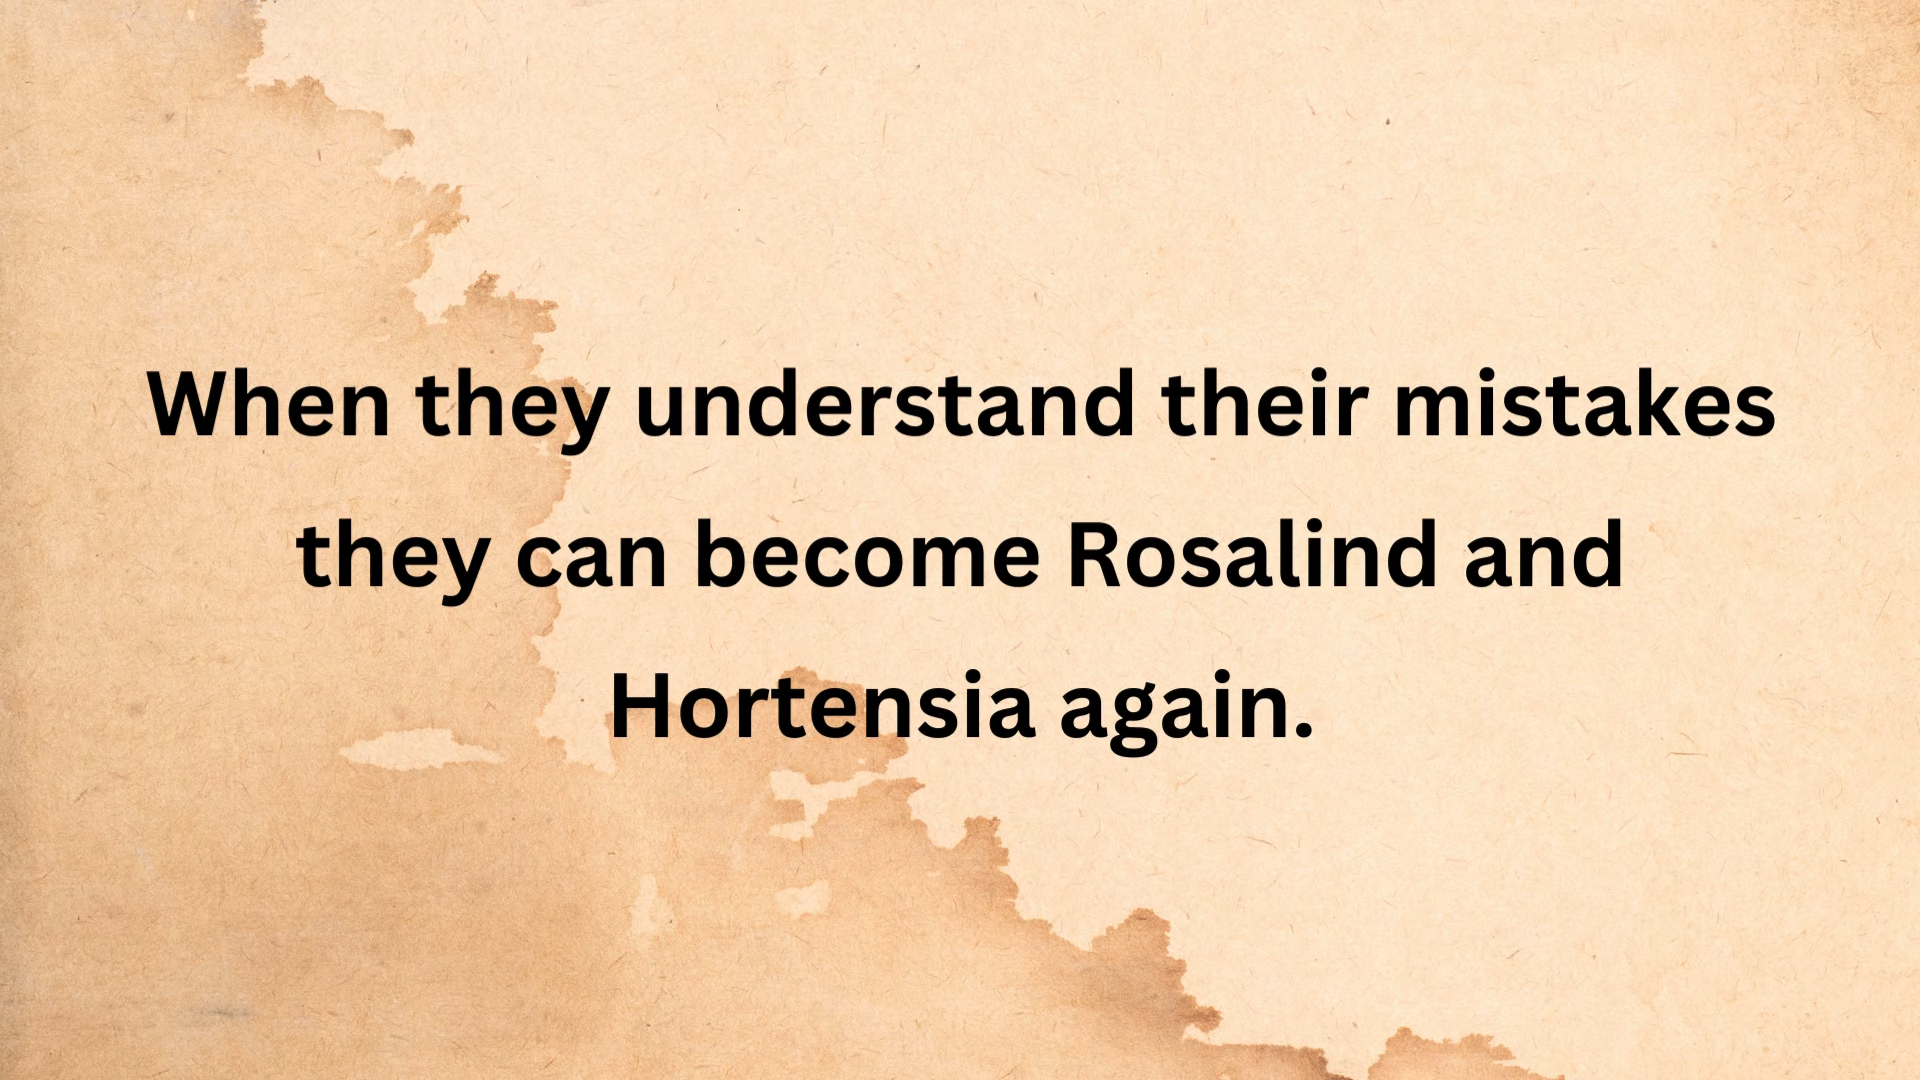 When they understand their mistakes
they can become Rosalind and
Hortensia again.